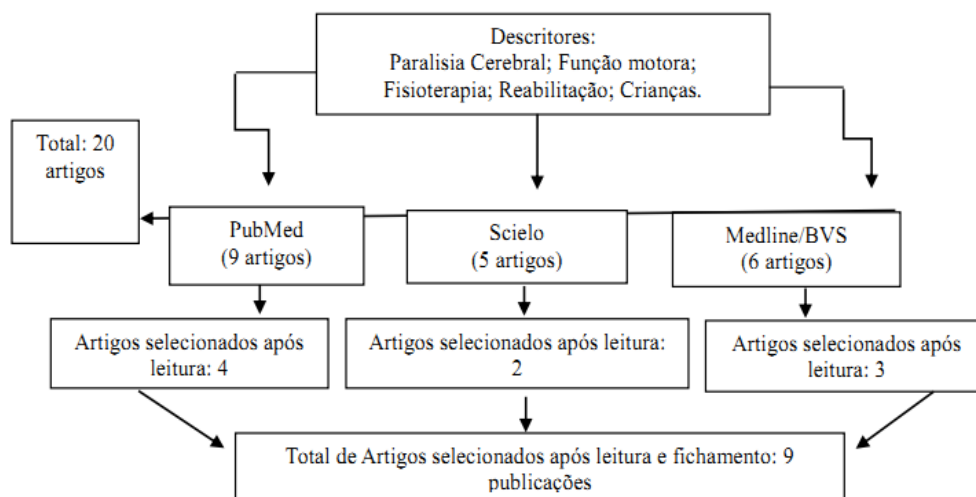 Descritores:
Paralisia Cerebral; Função motora;
Fisioterapia; Reabilitação; Crianças.
Total: 20
artigos
PubMed
(9 artigos)
Scielo
(5 artigos)
Medline/BVS
(6 artigos)
Artigos selecionados após
leitura: 4
Artigos selecionados após leitura:
2
Artigos selecionados após
leitura: 3
Total de Artigos selecionados após leitura e fichamento: 9
publicações